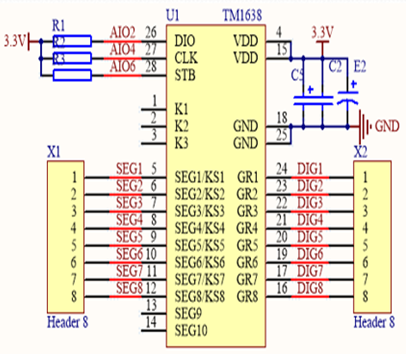 U1 TM1638
3.3V R1 AIO2 26 DIO VDD 4 3.3V
R2 AIO4 27 CLK VDD 15
R3 AIO6 28 STB
C5 C2 E2
1 K1
2 K2 GND 18 GND
3 K3 GND 25
X1 X2
1 SEG1 5 SEG1/KS1 GR1 24 DIG1 1
2 SEG2 6 SEG2/KS2 GR2 23 DIG2 2
3 SEG3 7 SEG3/KS3 GR3 22 DIG3 3
4 SEG4 8 SEG4/KS4 GR4 21 DIG4 4
5 SEG5 9 SEG5/KS5 GR5 20 DIG5 5
6 SEG6 10 SEG6/KS6 GR6 19 DIG6 6
7 SEG7 11 SEG7/KS7 GR7 17 DIG7 7
8 SEG8 12 SEG8/KS8 GR8 16 DIG8 8
13 SEG9
14 SEG10
Header 8 Header 8